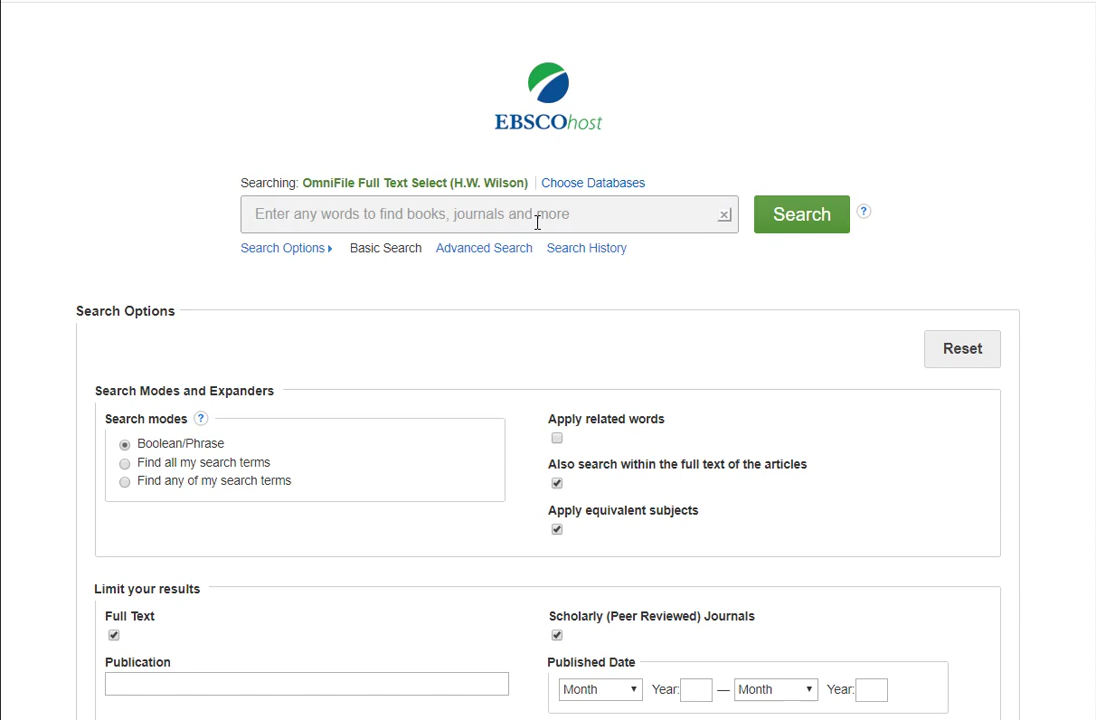 EBSCOhost
Searching: OmniFile Full Text Select (H.W. Wilson) Choose Databases
Enter any words to find books, journals and more
Search ?
Search Options Basic Search Advanced Search Search History
Search Options
Reset
Search Modes and Expanders
Search modes ?
Boolean/Phrase
Find all my search terms
Find any of my search terms
Apply related words
Also search within the full text of the articles
Apply equivalent subjects
Limit your results
Full Text
Scholarly (Peer Reviewed) Journals
Publication
Published Date
Month Year: — Month Year: